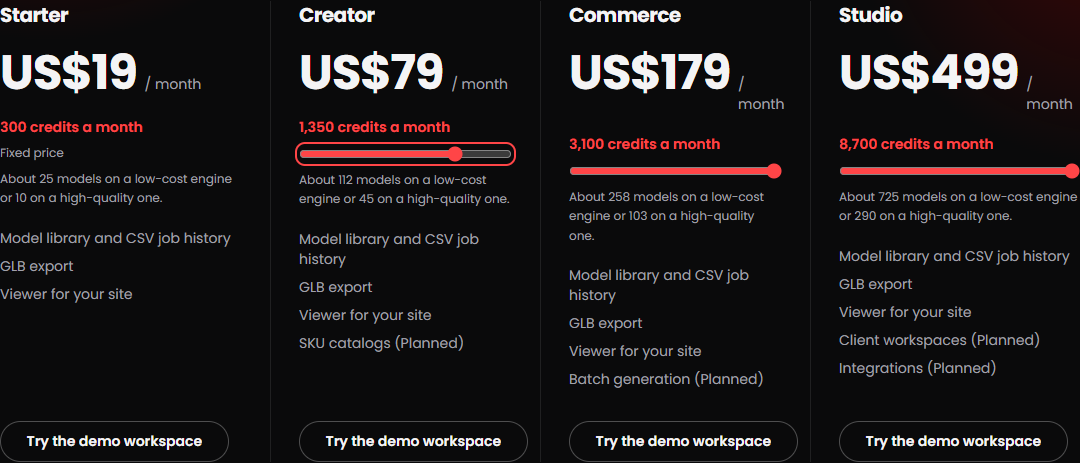 Starter
US$19 / month
300 credits a month
Fixed price
About 25 models on a low-cost engine
or 10 on a high-quality one.
Model library and CSV job history
GLB export
Viewer for your site
Try the demo workspace
Creator
US$79 / month
1,350 credits a month
About 112 models on a low-cost
engine or 45 on a high-quality one.
Model library and CSV job
history
GLB export
Viewer for your site
SKU catalogs (Planned)
Try the demo workspace
Commerce
US$179 /
month
3,100 credits a month
About 258 models on a low-cost
engine or 103 on a high-quality
one.
Model library and CSV job
history
GLB export
Viewer for your site
Batch generation (Planned)
Try the demo workspace
Studio
US$499 /
month
8,700 credits a month
About 725 models on a low-cost engine
or 290 on a high-quality one.
Model library and CSV job history
GLB export
Viewer for your site
Client workspaces (Planned)
Integrations (Planned)
Try the demo workspace